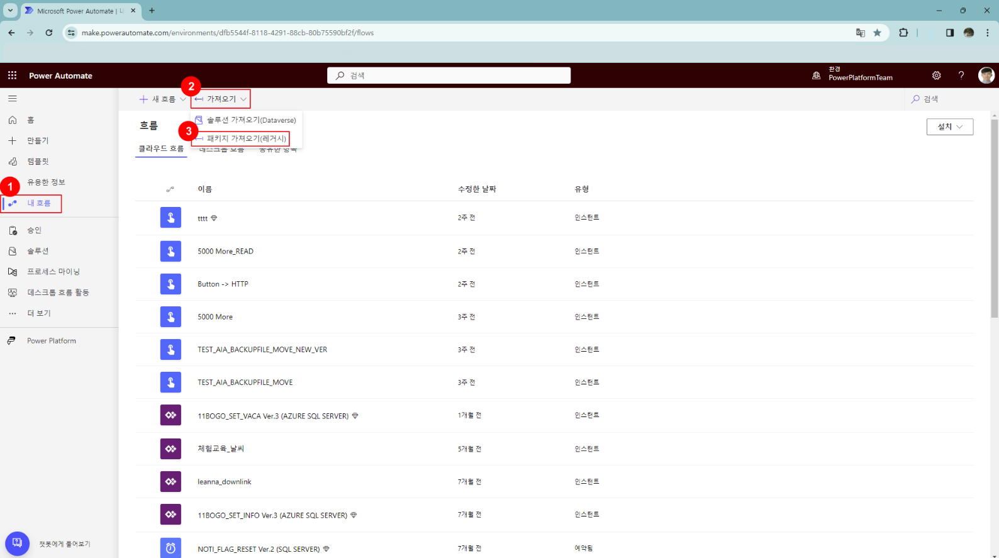 Microsoft Power Automate | L
make.powerautomate.com/environments/dfb5544f-8118-4291-88cb-80b75590bf2f/flows
Power Automate
검색
환경
PowerPlatformTeam
2
새 흐름
가져오기
검색
홈
솔루션 가져오기(Dataverse)
흐름
설치
3
패키지 가져오기(레거시)
만들기
클라우드 흐름
데스크톱 흐름
공유한 항목
템플릿
유용한 정보
1
내 흐름
이름
수정한 날짜
유형
승인
솔루션
프로세스 마이닝
데스크톱 흐름 활동
더 보기
Power Platform
tttt
2주 전
인스턴트
5000 More_READ
2주 전
인스턴트
Button -> HTTP
2주 전
인스턴트
5000 More
3주 전
인스턴트
TEST_AIA_BACKUPFILE_MOVE_NEW_VER
3주 전
인스턴트
TEST_AIA_BACKUPFILE_MOVE
3주 전
인스턴트
11BOGO_SET_VACA Ver.3 (AZURE SQL SERVER)
1개월 전
인스턴트
체험교육_날씨
5개월 전
인스턴트
leanna_downlink
7개월 전
인스턴트
11BOGO_SET_INFO Ver.3 (AZURE SQL SERVER)
7개월 전
인스턴트
NOTI_FLAG_RESET Ver.2 (SQL SERVER)
7개월 전
예약됨
챗봇에게 물어보기